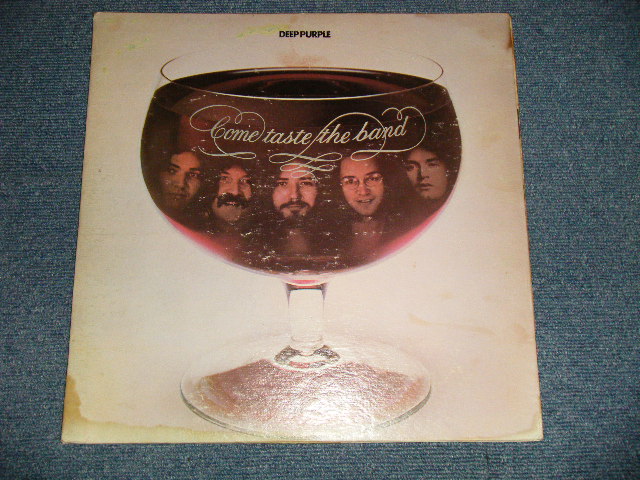 DEEP PURPLE
Come taste the band